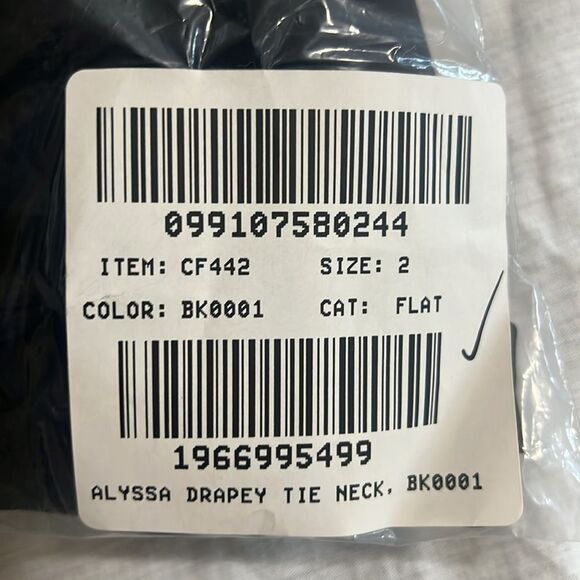 099107580244
ITEM: CF442 SIZE: 2
COLOR: BK0001 CAT: FLAT
1966995499
ALYSSA DRAPEY TIE NECK, BK0001